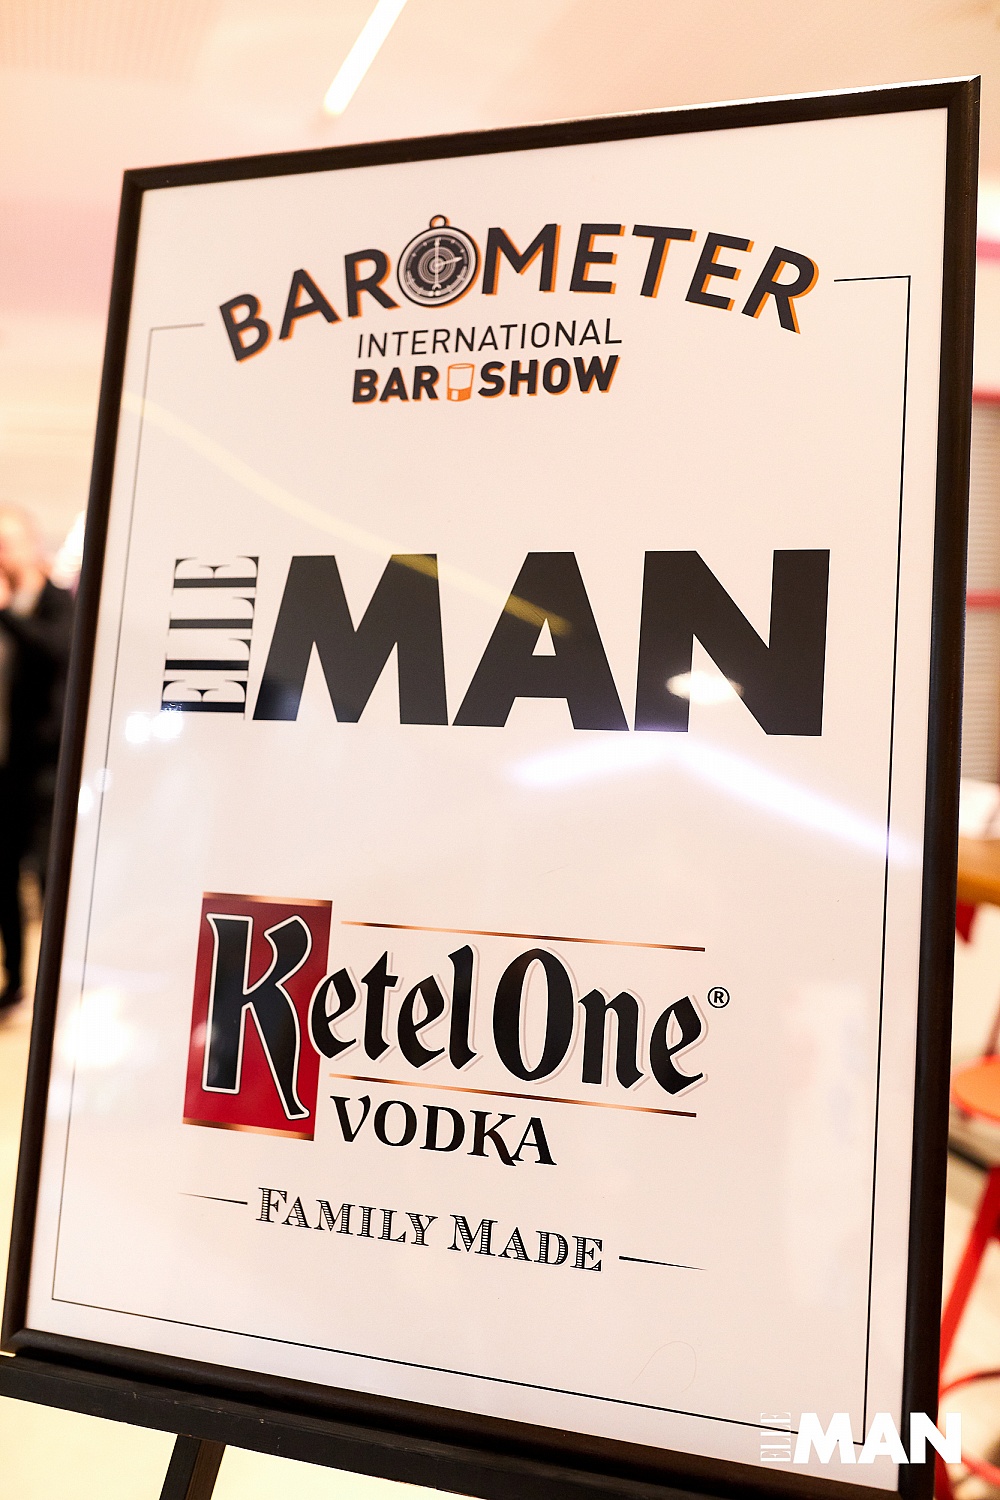 BAROMETER
INTERNATIONAL
BAR SHOW
ELLE MAN
Ketel One®
VODKA
FAMILY MADE
ELLE MAN